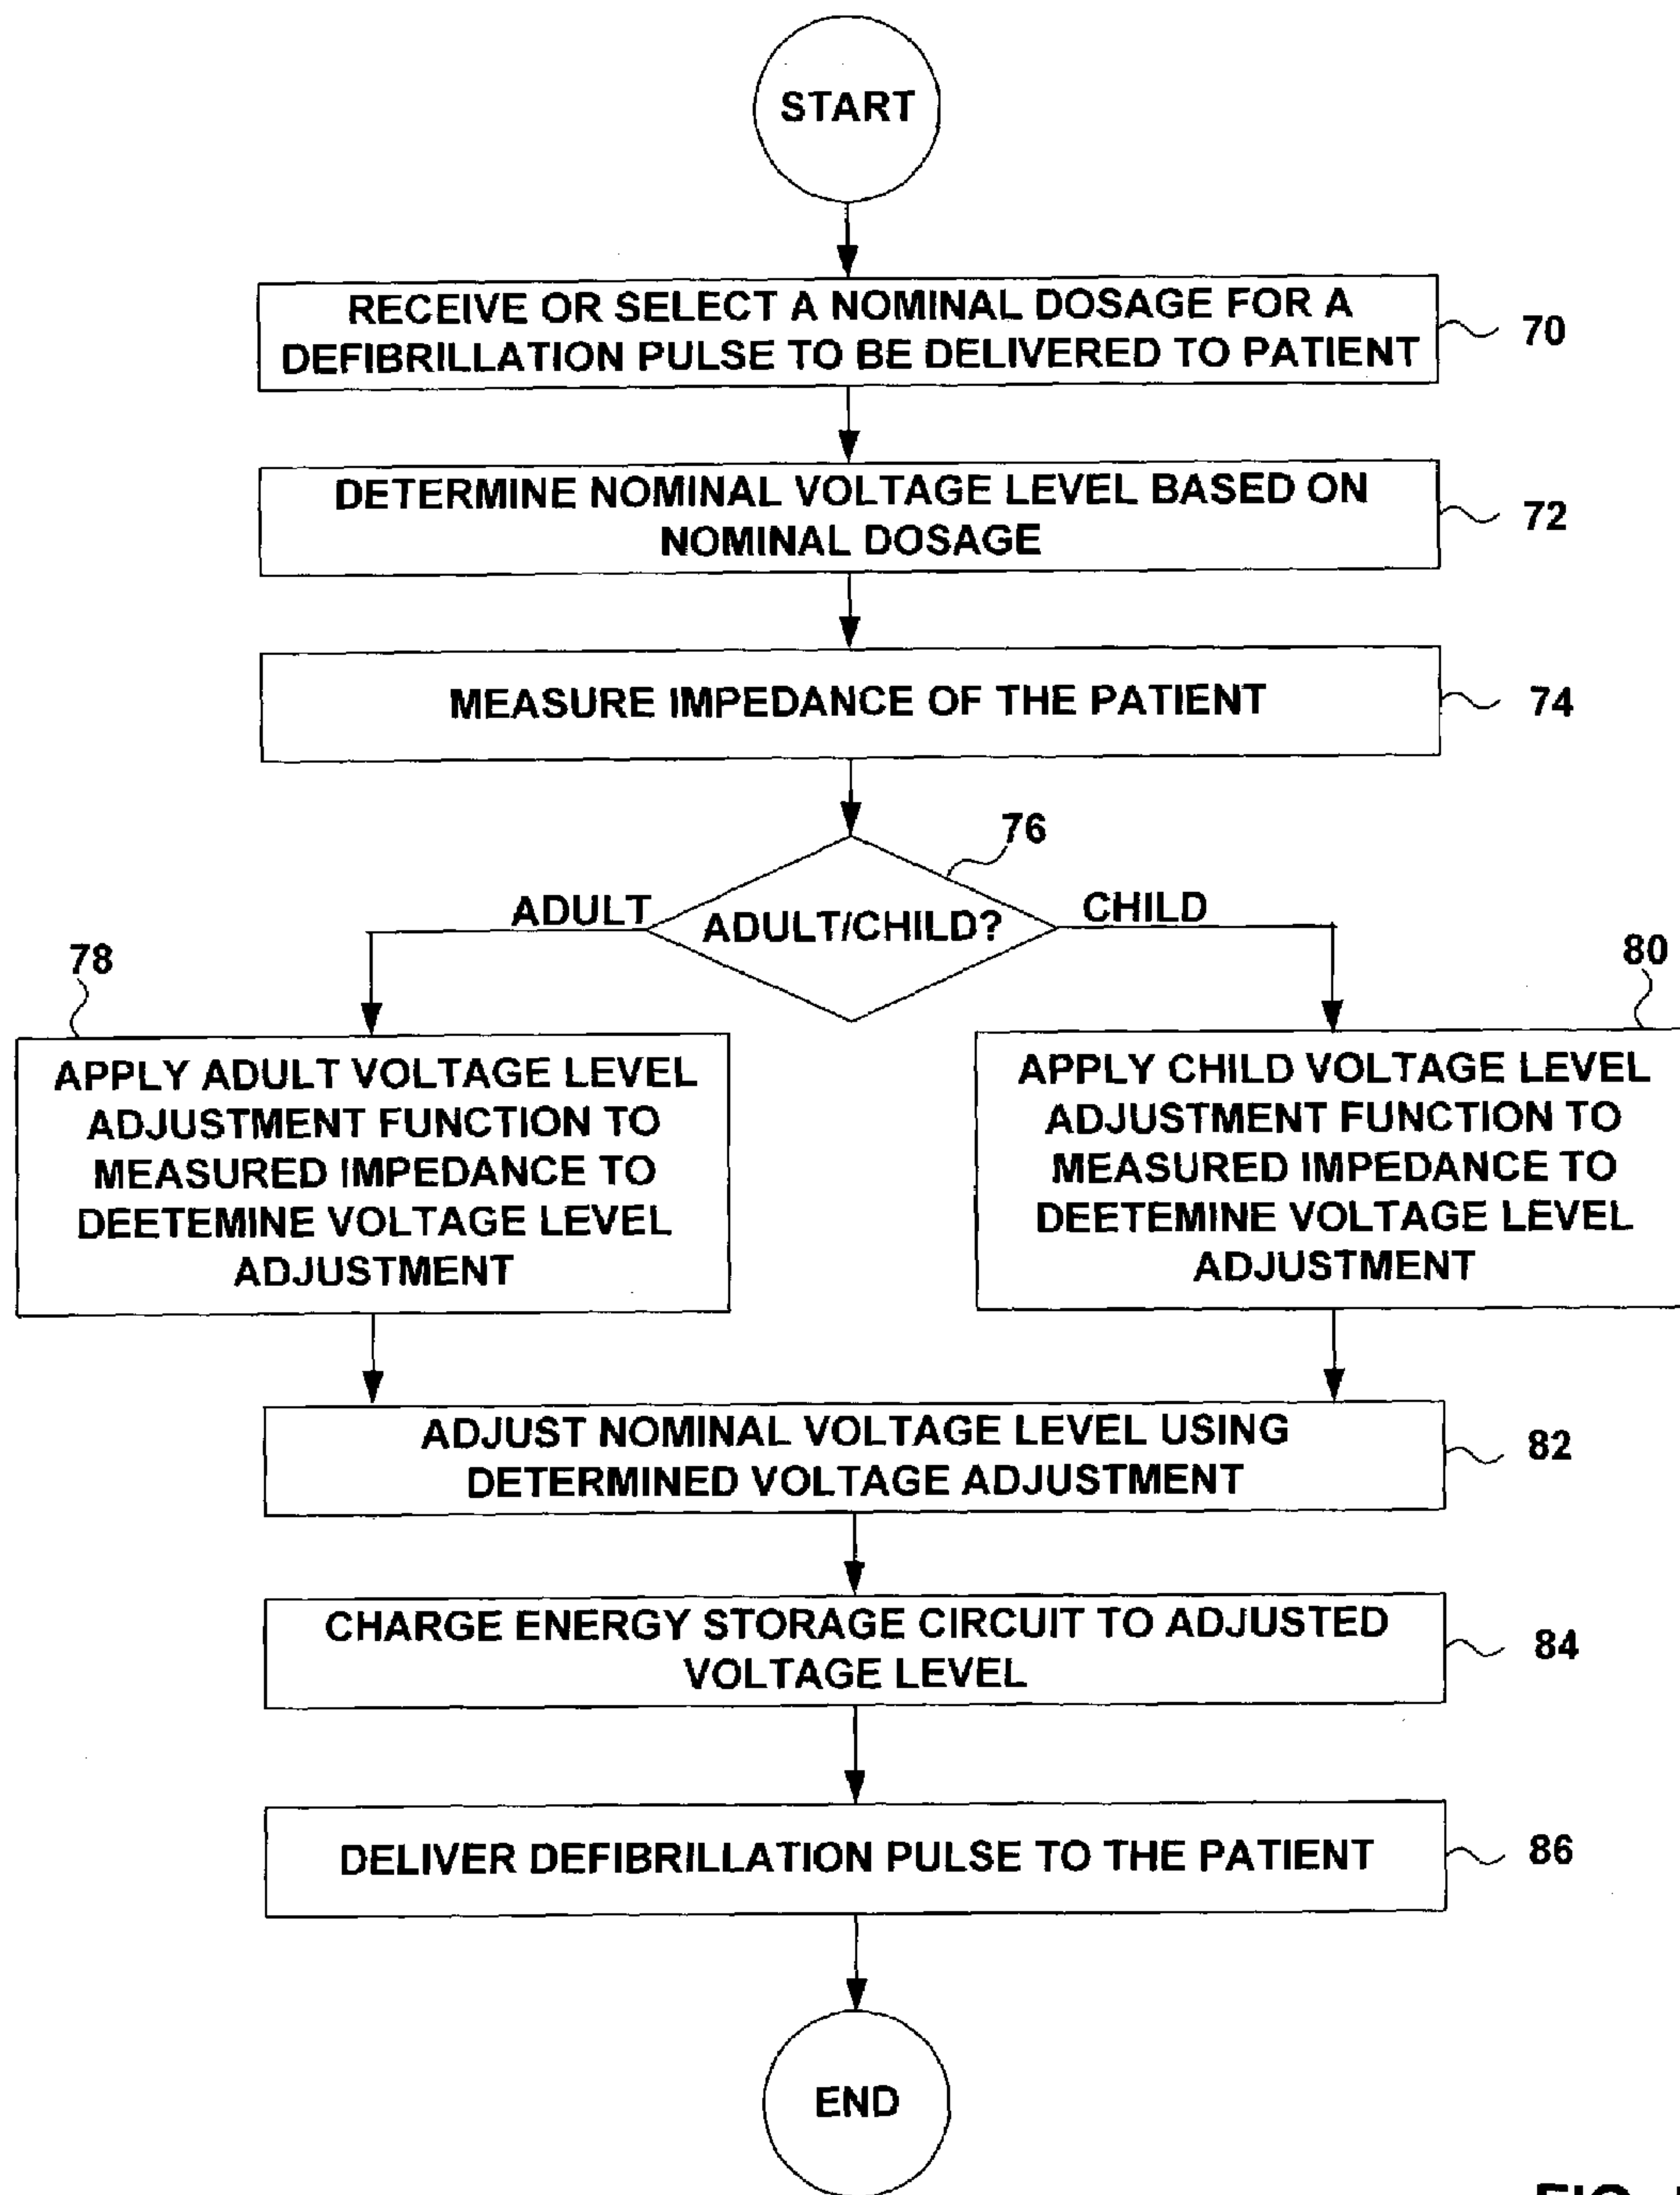 START
RECEIVE OR SELECT A NOMINAL DOSAGE FOR A
DEFIBRILLATION PULSE TO BE DELIVERED TO PATIENT
70
DETERMINE NOMINAL VOLTAGE LEVEL BASED ON
NOMINAL DOSAGE
72
MEASURE IMPEDANCE OF THE PATIENT
74
76
ADULT
ADULT/CHILD?
CHILD
78
80
APPLY ADULT VOLTAGE LEVEL
ADJUSTMENT FUNCTION TO
MEASURED IMPEDANCE TO
DEETEMINE VOLTAGE LEVEL
ADJUSTMENT
APPLY CHILD VOLTAGE LEVEL
ADJUSTMENT FUNCTION TO
MEASURED IMPEDANCE TO
DEETEMINE VOLTAGE LEVEL
ADJUSTMENT
ADJUST NOMINAL VOLTAGE LEVEL USING
DETERMINED VOLTAGE ADJUSTMENT
82
CHARGE ENERGY STORAGE CIRCUIT TO ADJUSTED
VOLTAGE LEVEL
84
DELIVER DEFIBRILLATION PULSE TO THE PATIENT
86
END